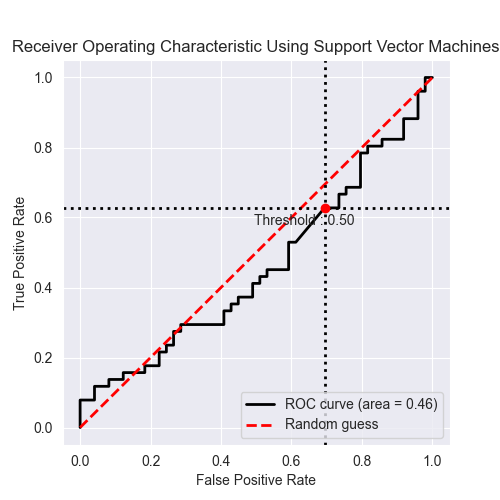 Receiver Operating Characteristic Using Support Vector Machines
1.0
0.8
0.6
0.4
0.2
0.0
True Positive Rate
Threshold : 0.50
ROC curve (area = 0.46)
Random guess
0.0 0.2 0.4 0.6 0.8 1.0
False Positive Rate